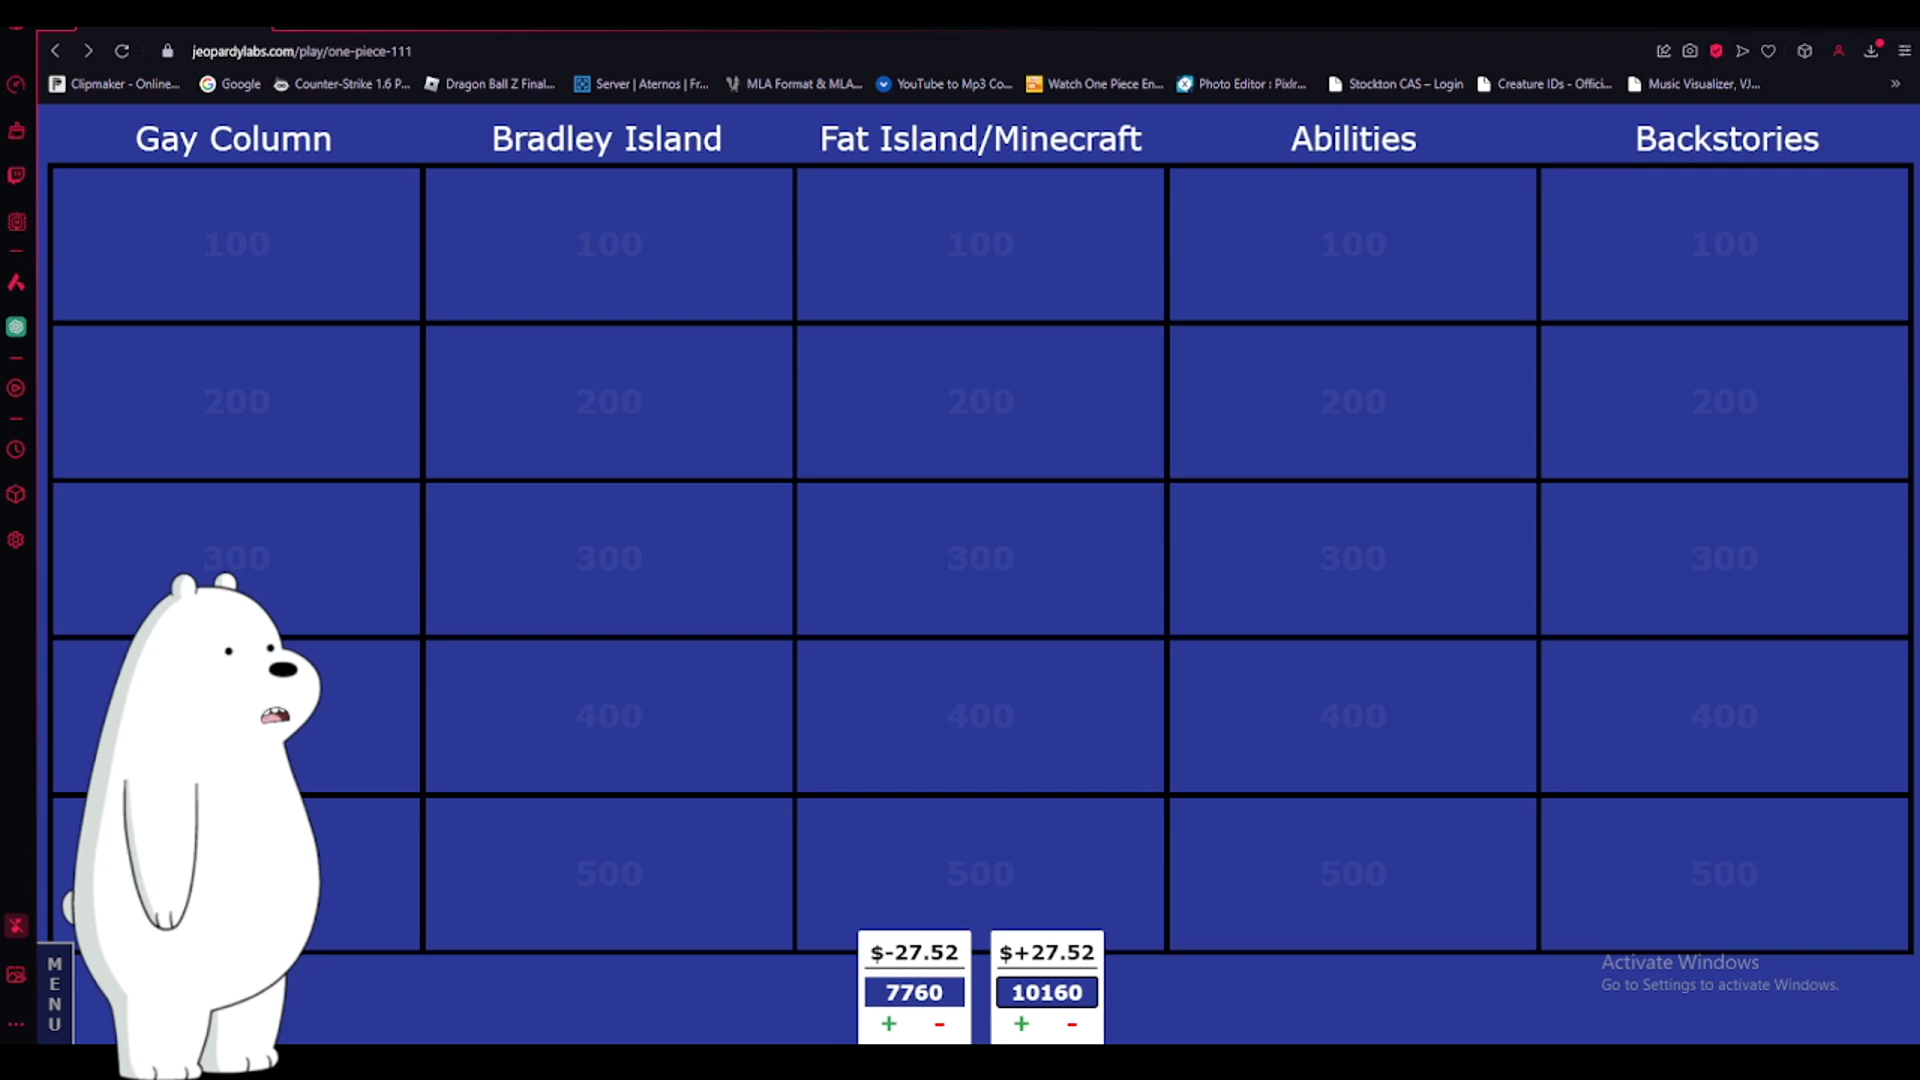 jeopardylabs.com/play/one-piece-111
Clipmaker - Online... Google Counter-Strike 1.6 P... Dragon Ball Z Final... Server | Aternos | Fr... MLA Format & MLA... YouTube to Mp3 Co... Watch One Piece En... Photo Editor : Pixlr... Stockton CAS – Login Creature IDs - Offici... Music Visualizer, VJ... »
Gay Column Bradley Island Fat Island/Minecraft Abilities Backstories
100 100 100 100 100
200 200 200 200 200
300 300 300 300 300
400 400 400 400
500 500 500 500
$-27.52 $+27.52
7760 10160
+ - + -
MENU
Activate Windows
Go to Settings to activate Windows.